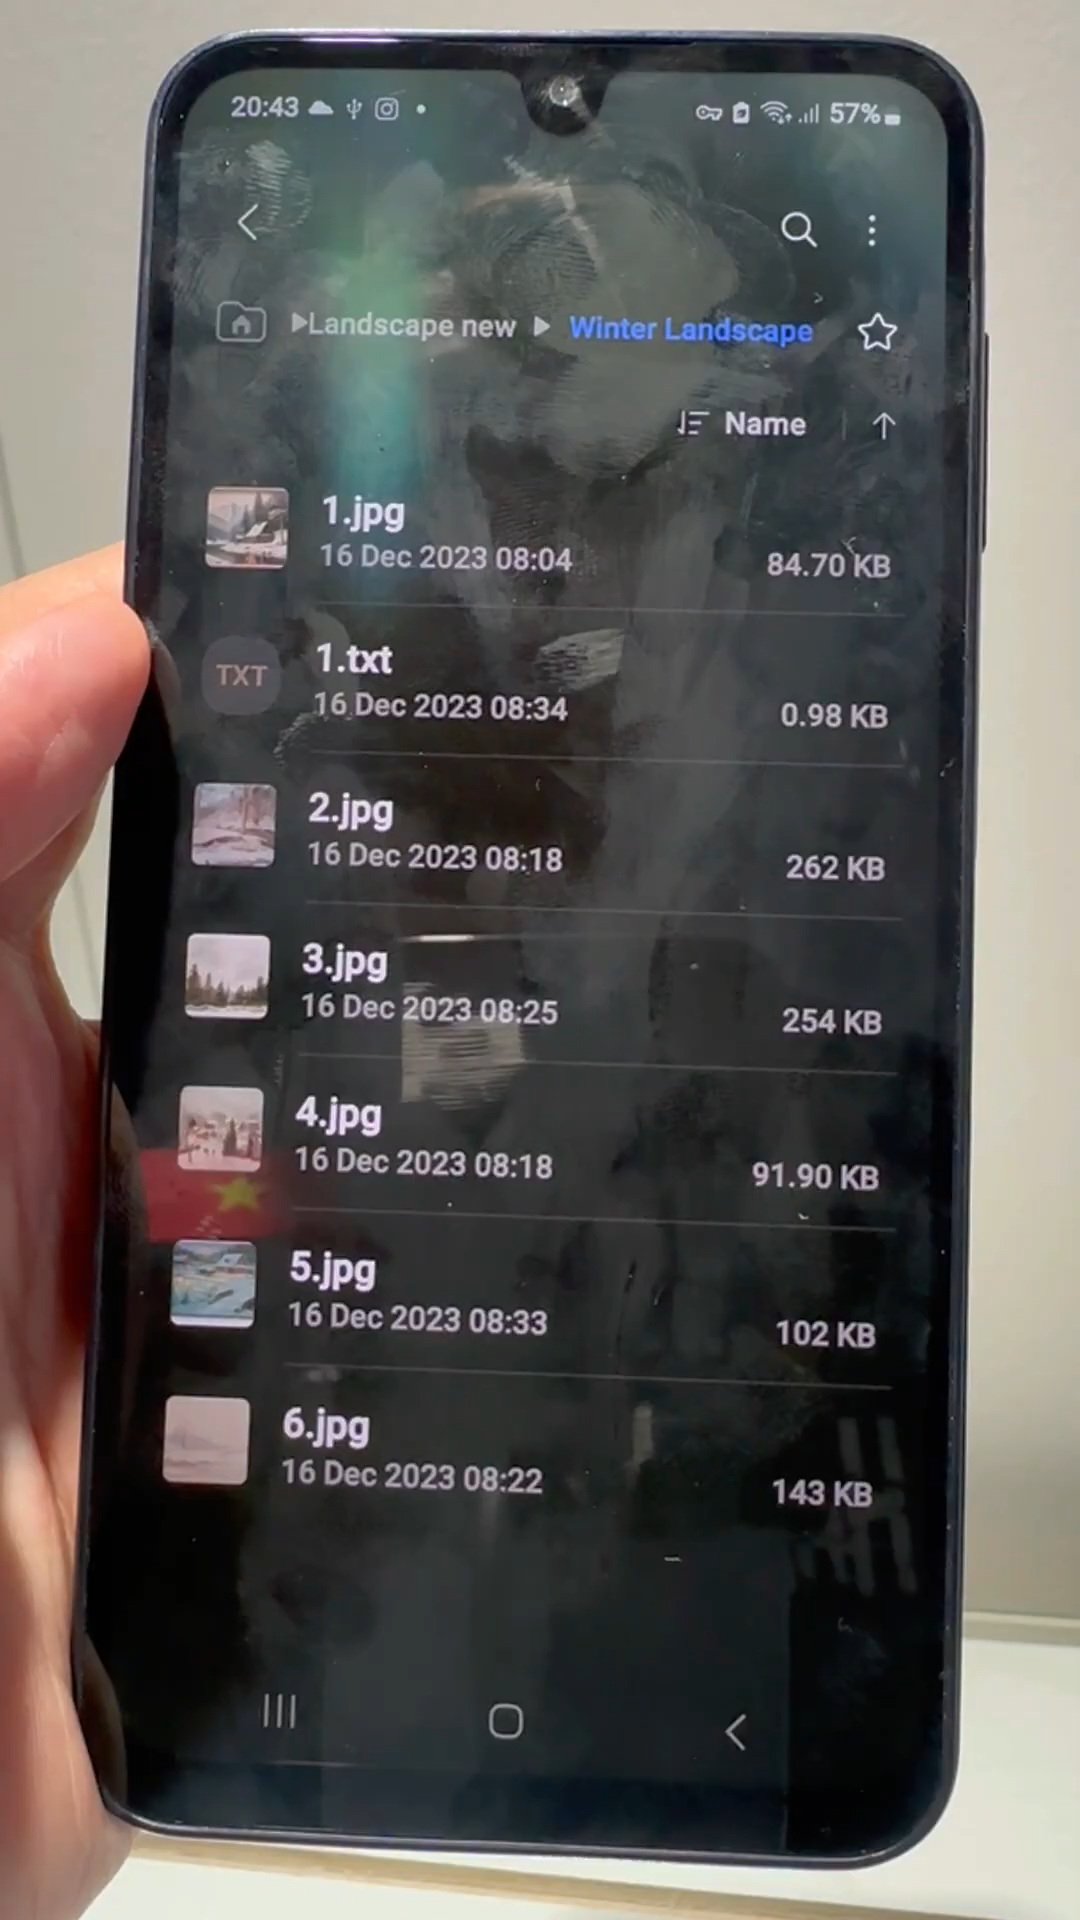 20:43 57%
▶Landscape new ▶ Winter Landscape
Name
1.jpg
16 Dec 2023 08:04 84.70 KB
TXT
1.txt
16 Dec 2023 08:34 0.98 KB
2.jpg
16 Dec 2023 08:18 262 KB
3.jpg
16 Dec 2023 08:25 254 KB
4.jpg
16 Dec 2023 08:18 91.90 KB
5.jpg
16 Dec 2023 08:33 102 KB
6.jpg
16 Dec 2023 08:22 143 KB